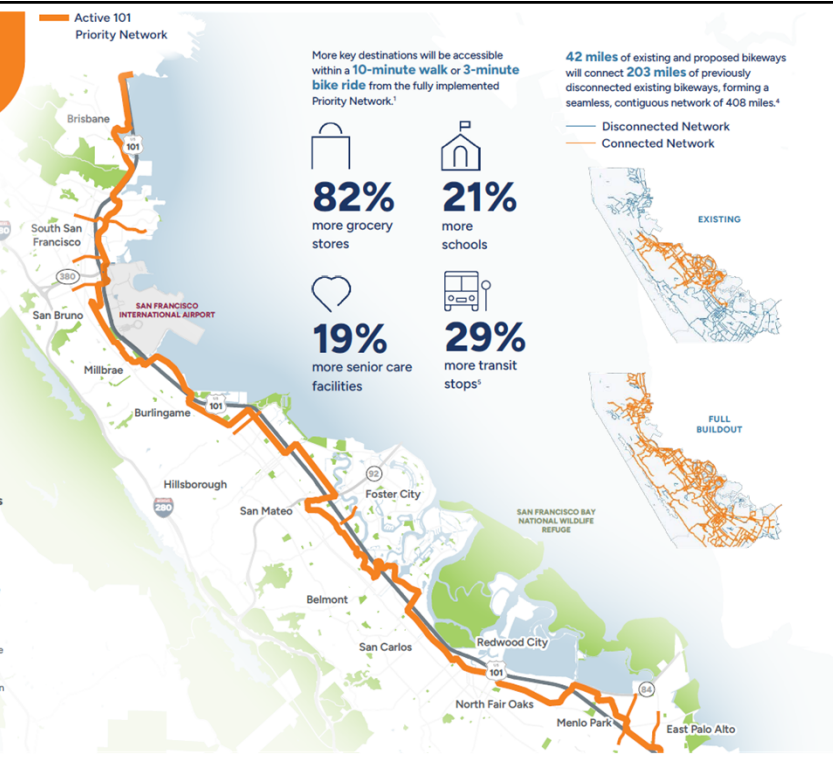 Active 101
Priority Network
More key destinations will be accessible
within a 10-minute walk or 3-minute
bike ride from the fully implemented
Priority Network.¹
82%
more grocery
stores
21%
more
schools
19%
more senior care
facilities
29%
more transit
stops⁵
42 miles of existing and proposed bikeways
will connect 203 miles of previously
disconnected existing bikeways, forming a
seamless, contiguous network of 408 miles.⁴
Disconnected Network
Connected Network
EXISTING
FULL
BUILDOUT
Brisbane
101
South San
Francisco
380
SAN FRANCISCO
INTERNATIONAL AIRPORT
San Bruno
Millbrae
101
Burlingame
Hillsborough
280
92
Foster City
San Mateo
SAN FRANCISCO BAY
NATIONAL WILDLIFE
REFUGE
Belmont
San Carlos
Redwood City
101
84
North Fair Oaks
Menlo Park
East Palo Alto